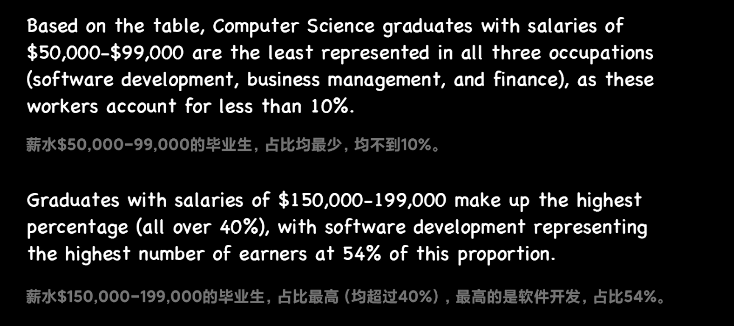 Based on the table, Computer Science graduates with salaries of
$50,000-$99,000 are the least represented in all three occupations
(software development, business management, and finance), as these
workers account for less than 10%.
薪水$50,000-99,000的毕业生, 占比均最少, 均不到10%。
Graduates with salaries of $150,000-199,000 make up the highest
percentage (all over 40%), with software development representing
the highest number of earners at 54% of this proportion.
薪水$150,000-199,000的毕业生, 占比最高 (均超过40%) , 最高的是软件开发, 占比54%。